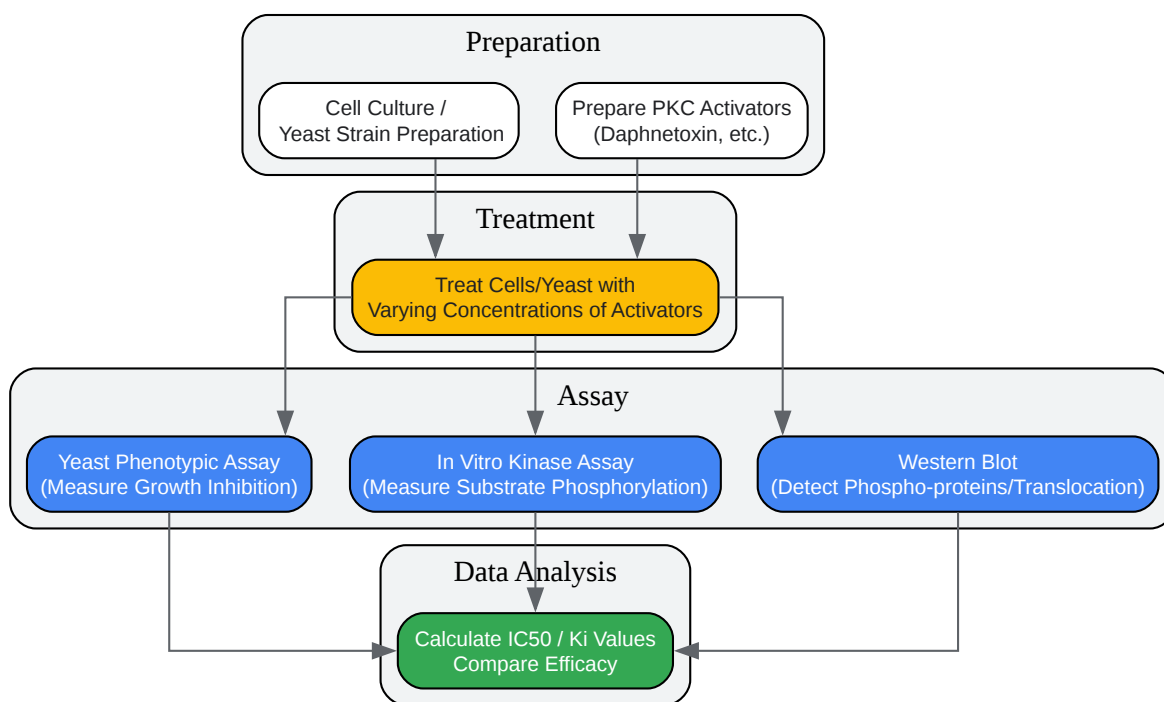 Preparation
Cell Culture /
Yeast Strain Preparation
Prepare PKC Activators
(Daphnetoxin, etc.)
Treatment
Treat Cells/Yeast with
Varying Concentrations of Activators
Assay
Yeast Phenotypic Assay
(Measure Growth Inhibition)
In Vitro Kinase Assay
(Measure Substrate Phosphorylation)
Western Blot
(Detect Phospho-proteins/Translocation)
Data Analysis
Calculate IC50 / Ki Values
Compare Efficacy